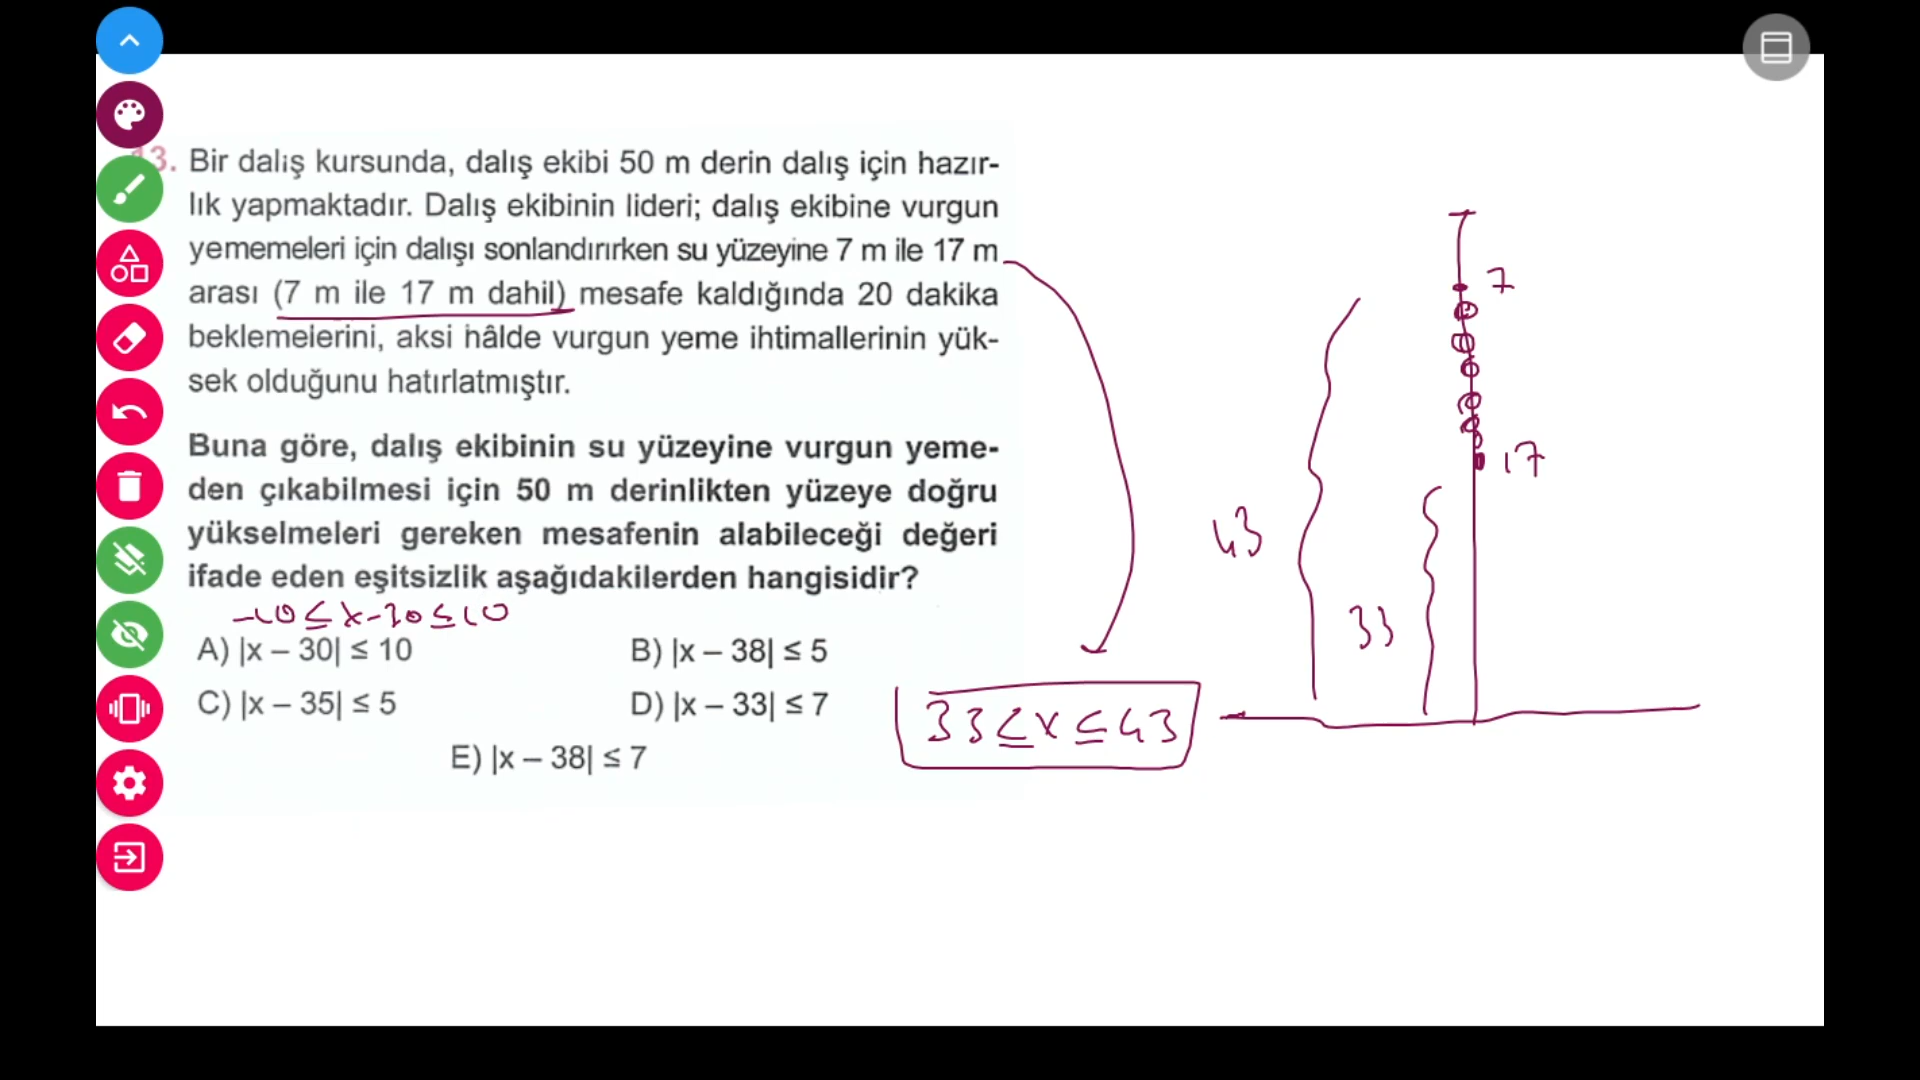 13. Bir dalış kursunda, dalış ekibi 50 m derin dalış için hazır-
lık yapmaktadır. Dalış ekibinin lideri; dalış ekibine vurgun
yememeleri için dalışı sonlandırırken su yüzeyine 7 m ile 17 m
arası (7 m ile 17 m dahil) mesafe kaldığında 20 dakika
beklemelerini, aksi hâlde vurgun yeme ihtimallerinin yük-
sek olduğunu hatırlatmıştır.
Buna göre, dalış ekibinin su yüzeyine vurgun yeme-
den çıkabilmesi için 50 m derinlikten yüzeye doğru
yükselmeleri gereken mesafenin alabileceği değeri
ifade eden eşitsizlik aşağıdakilerden hangisidir?
-10 ≤ x-30 ≤ 10
A) |x – 30| ≤ 10
B) |x – 38| ≤ 5
C) |x – 35| ≤ 5
D) |x – 33| ≤ 7
E) |x – 38| ≤ 7
33 ≤ x ≤ 43
7
17
43
33